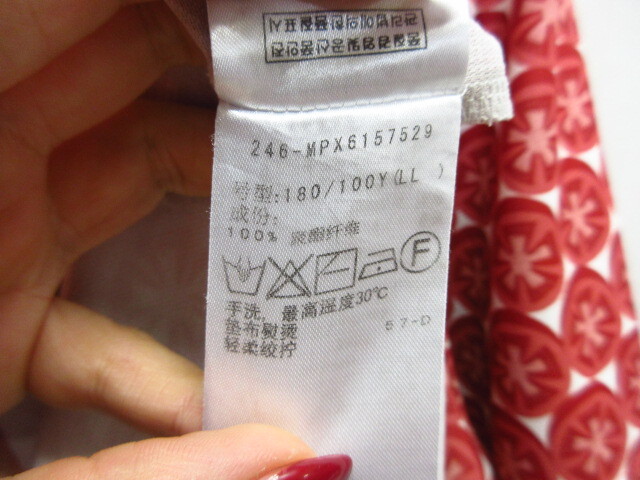 246-MPX6157529
号型:180/100Y(LL )
成份:
100% 聚酯纤维
F
手洗, 最高湿度30℃
垫布熨烫 57-D
轻柔绞拧